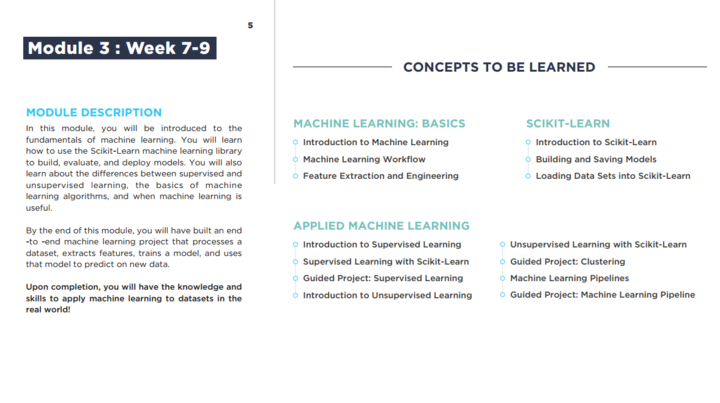 5
Module 3 : Week 7-9
MODULE DESCRIPTION
In this module, you will be introduced to the
fundamentals of machine learning. You will learn
how to use the Scikit-Learn machine learning library
to build, evaluate, and deploy models. You will also
learn about the differences between supervised and
unsupervised learning, the basics of machine
learning algorithms, and when machine learning is
useful.
By the end of this module, you will have built an end
-to -end machine learning project that processes a
dataset, extracts features, trains a model, and uses
that model to predict on new data.
Upon completion, you will have the knowledge and
skills to apply machine learning to datasets in the
real world!
CONCEPTS TO BE LEARNED
MACHINE LEARNING: BASICS
Introduction to Machine Learning
Machine Learning Workflow
Feature Extraction and Engineering
SCIKIT-LEARN
Introduction to Scikit-Learn
Building and Saving Models
Loading Data Sets into Scikit-Learn
APPLIED MACHINE LEARNING
Introduction to Supervised Learning
Supervised Learning with Scikit-Learn
Guided Project: Supervised Learning
Introduction to Unsupervised Learning
Unsupervised Learning with Scikit-Learn
Guided Project: Clustering
Machine Learning Pipelines
Guided Project: Machine Learning Pipeline